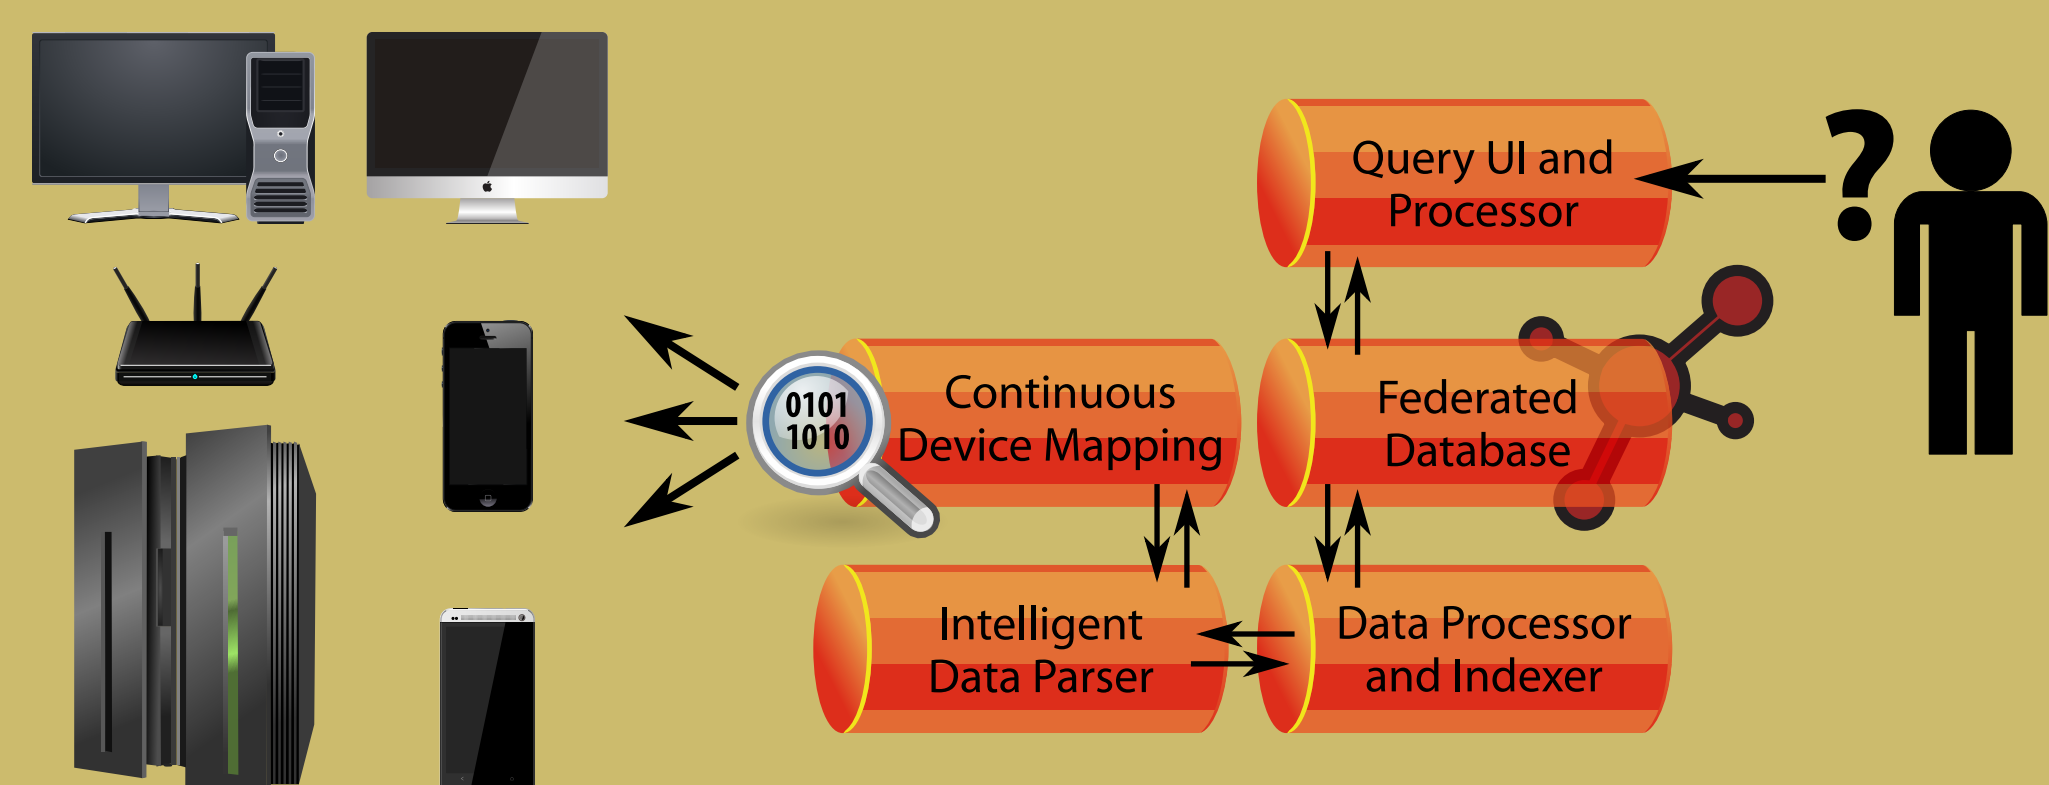 Query UI and
Processor
?
0101
1010
Continuous
Device Mapping
Federated
Database
Intelligent
Data Parser
Data Processor
and Indexer